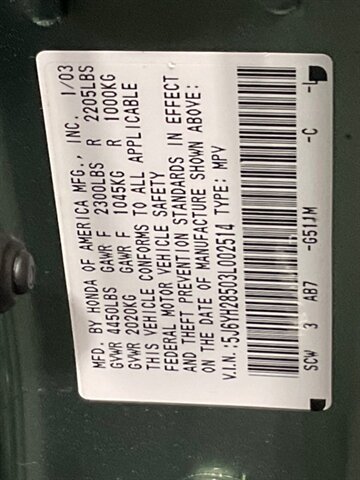 MFD. BY HONDA OF AMERICA MFG., INC. 1/03
GVWR 4450LBS GAWR F 2300LBS R 2205LBS
GVWR 2020KG GAWR F 1045KG R 1000KG
THIS VEHICLE CONFORMS TO ALL APPLICABLE
FEDERAL MOTOR VEHICLE SAFETY
AND THEFT PREVENTION STANDARDS IN EFFECT
ON THE DATE OF MANUFACTURE SHOWN ABOVE.
V.I.N.:5J6YH28503L002514 TYPE: MPV
SCW 3 AB7 -G511M -C -L